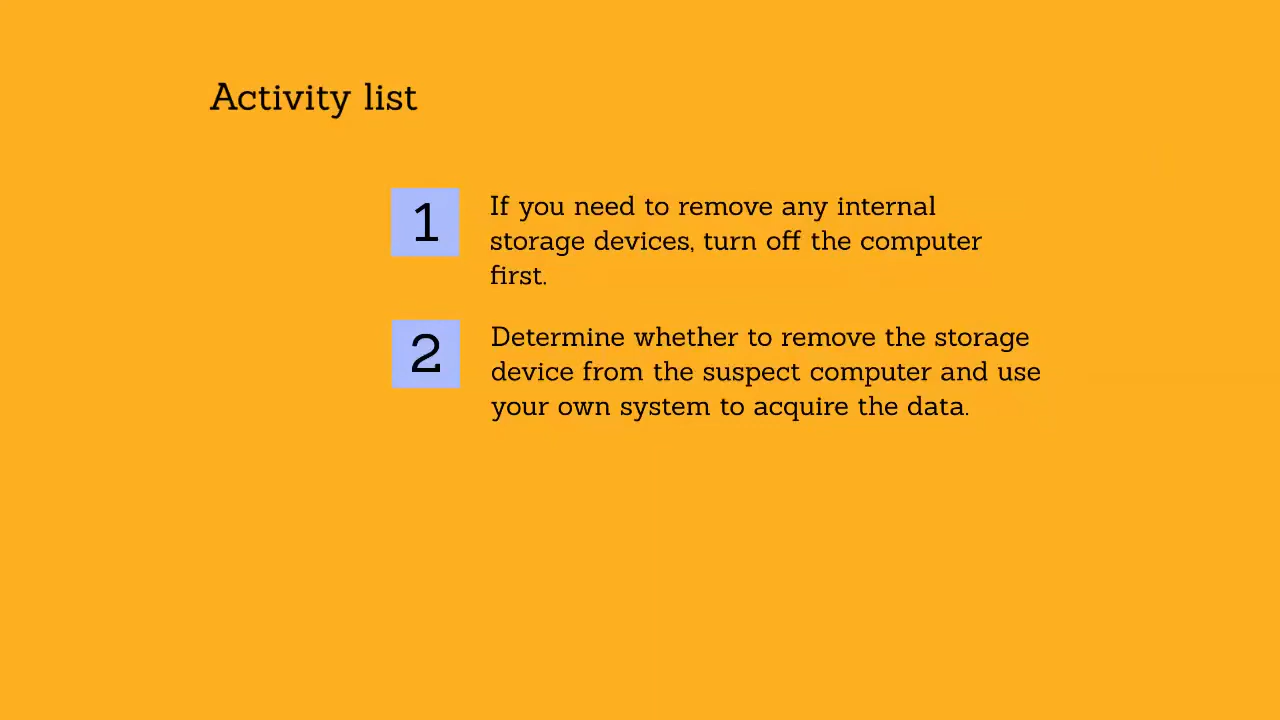 Activity list
1
If you need to remove any internal
storage devices, turn off the computer
first.
2
Determine whether to remove the storage
device from the suspect computer and use
your own system to acquire the data.